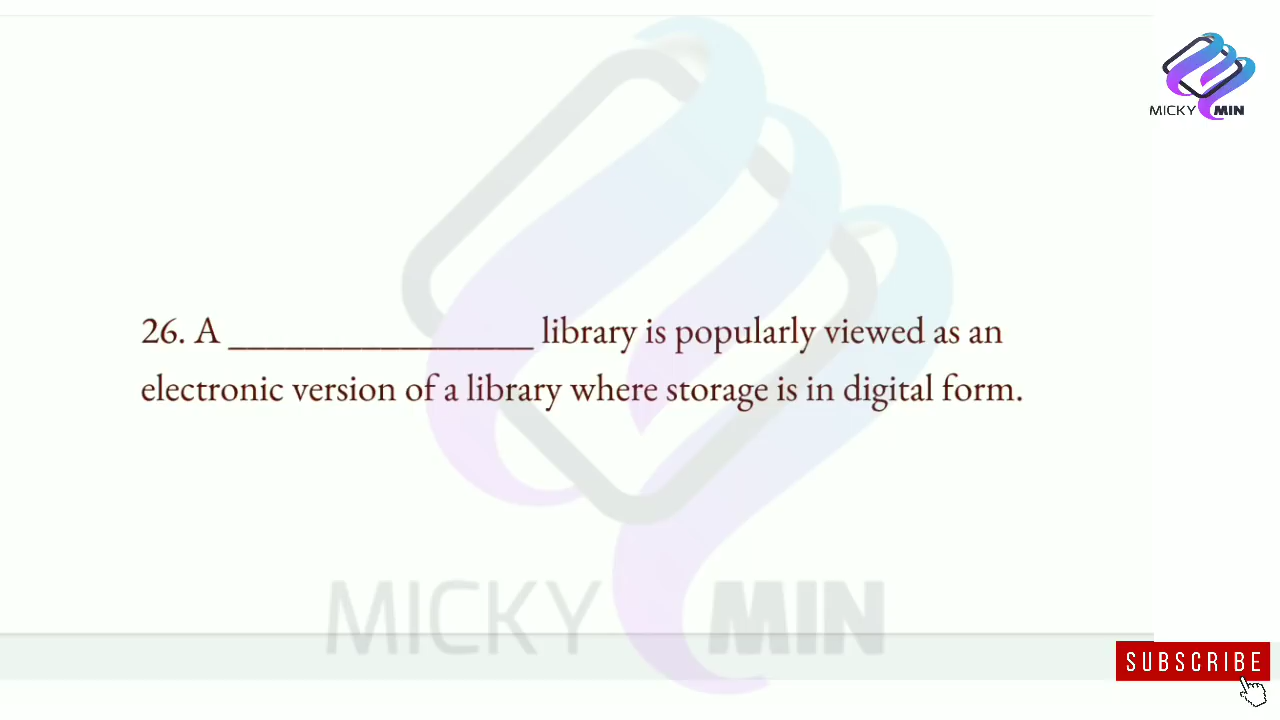 MICKY MIN
26. A ________________ library is popularly viewed as an
electronic version of a library where storage is in digital form.
MICKY MIN
SUBSCRIBE